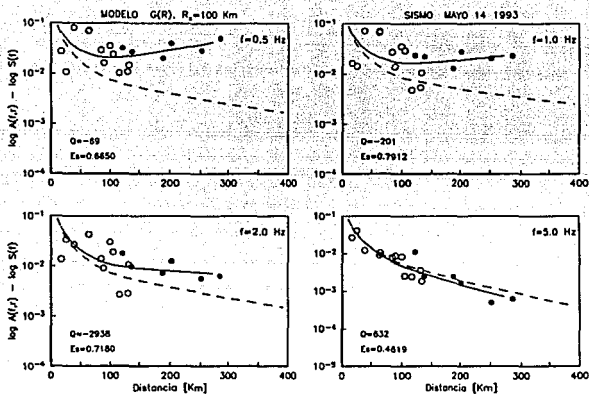 MODELO G(R), Rx=100 Km
SISMO MAYO 14 1993
f=0.5 Hz
10⁻¹
10⁻²
10⁻³
10⁻⁴
Q=-69
Es=0.6650
0 100 200 300 400
f=1.0 Hz
10⁻¹
10⁻²
10⁻³
10⁻⁴
Q=-201
Es=0.7912
0 100 200 300 400
log A(f,r) - log S(f)
f=2.0 Hz
10⁻¹
10⁻²
10⁻³
10⁻⁴
Q=-2938
Es=0.7180
0 100 200 300 400
Distancia [Km]
log A(f,r) - log S(f)
f=5.0 Hz
10⁻¹
10⁻²
10⁻³
10⁻⁴
10⁻⁵
Q=632
Es=0.4819
0 100 200 300 400
Distancia [Km]